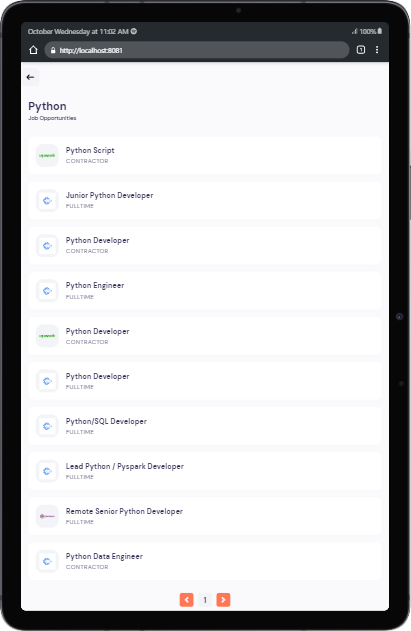 October Wednesday at 11:02 AM
100%
http://localhost:8081
1
Python
Job Opportunities
upwork
Python Script
CONTRACTOR
Junior Python Developer
FULLTIME
Python Developer
CONTRACTOR
Python Engineer
FULLTIME
upwork
Python Developer
CONTRACTOR
Python Developer
FULLTIME
Python/SQL Developer
FULLTIME
Lead Python / Pyspark Developer
FULLTIME
Remote Senior Python Developer
FULLTIME
Python Data Engineer
CONTRACTOR
1